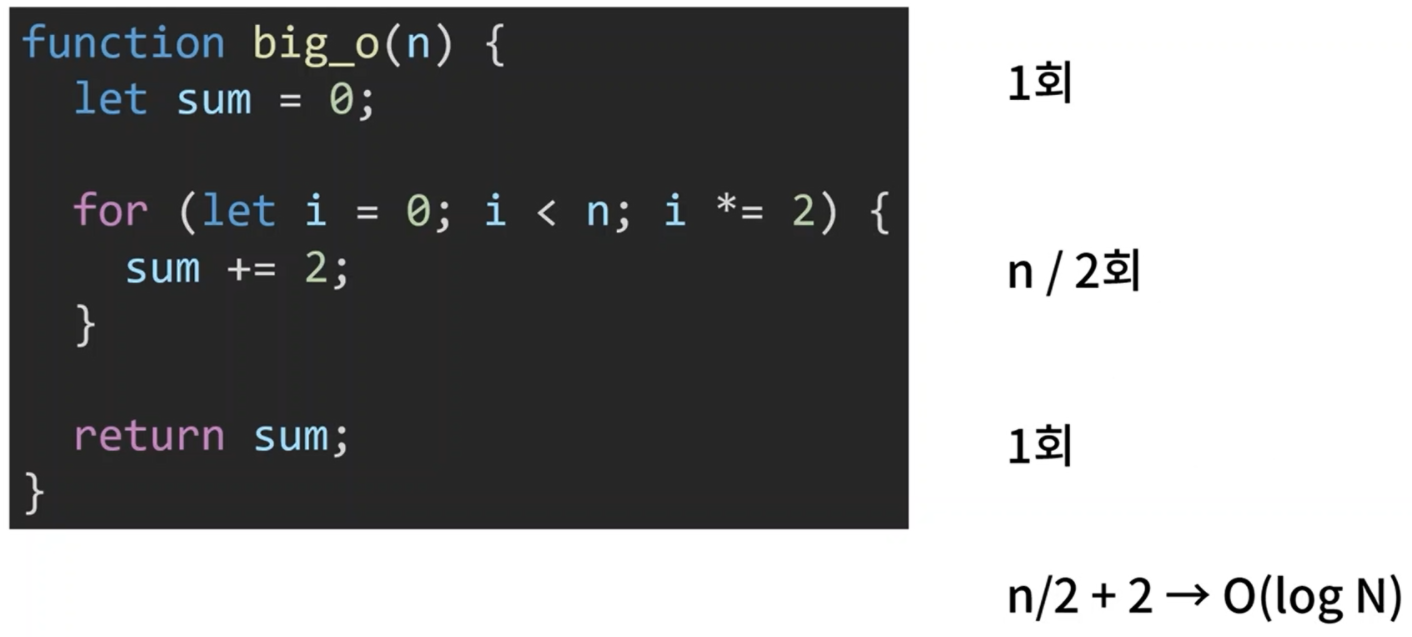 function big_o(n) {
let sum = 0;
1회
for (let i = 0; i < n; i *= 2) {
sum += 2;
n / 2회
}
return sum;
1회
}
n/2 + 2 → O(log N)